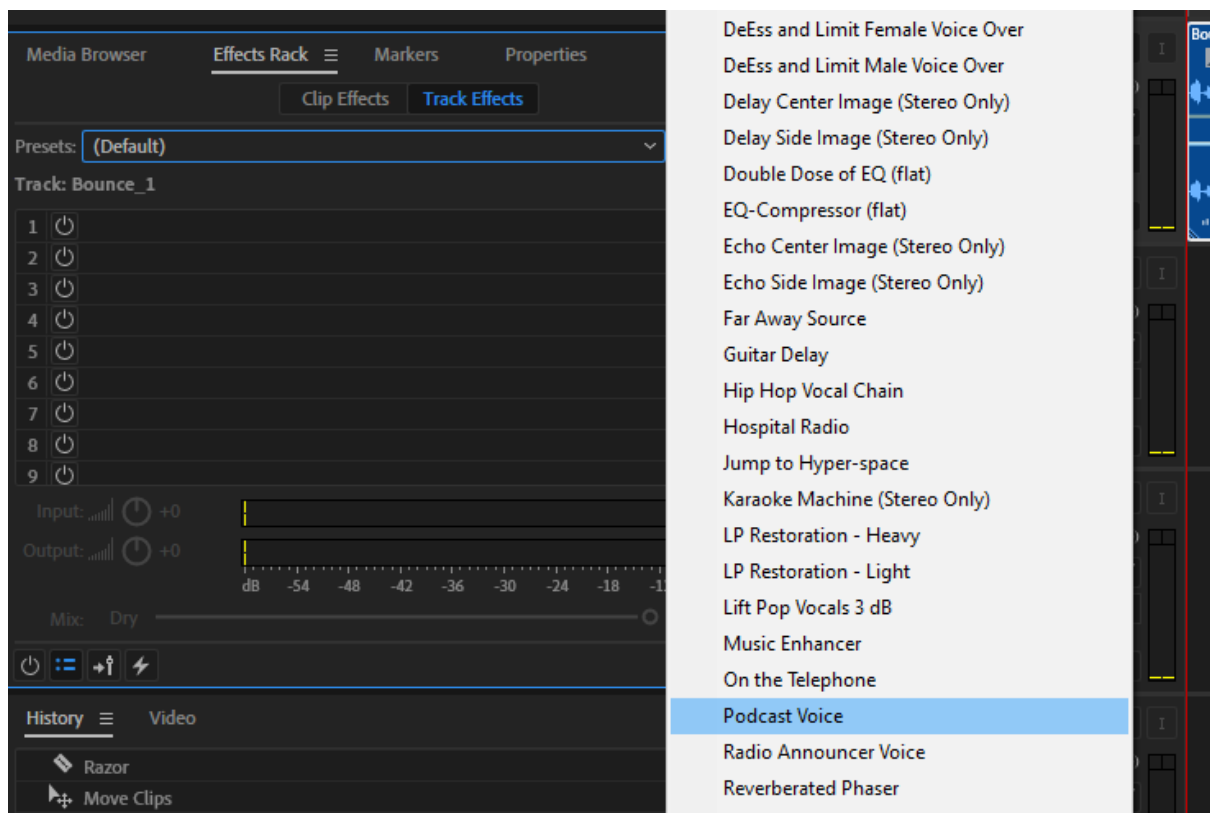 Media Browser
Effects Rack
Markers
Properties
Clip Effects
Track Effects
Presets: (Default)
Track: Bounce_1
1
2
3
4
5
6
7
8
9
Input: +0
Output: +0
dB -54 -48 -42 -36 -30 -24 -18
Mix: Dry
History
Video
Razor
Move Clips
DeEss and Limit Female Voice Over
DeEss and Limit Male Voice Over
Delay Center Image (Stereo Only)
Delay Side Image (Stereo Only)
Double Dose of EQ (flat)
EQ-Compressor (flat)
Echo Center Image (Stereo Only)
Echo Side Image (Stereo Only)
Far Away Source
Guitar Delay
Hip Hop Vocal Chain
Hospital Radio
Jump to Hyper-space
Karaoke Machine (Stereo Only)
LP Restoration - Heavy
LP Restoration - Light
Lift Pop Vocals 3 dB
Music Enhancer
On the Telephone
Podcast Voice
Radio Announcer Voice
Reverberated Phaser
I
I
I
I